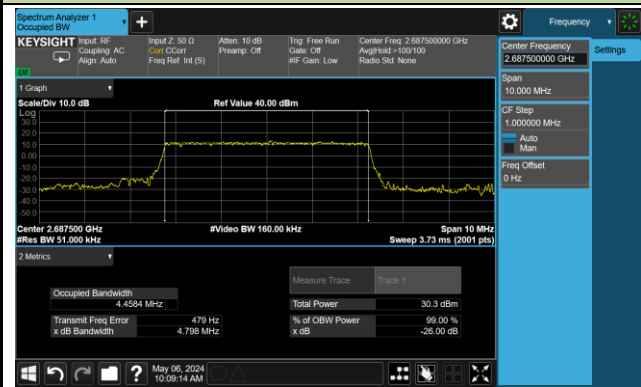 Spectrum Analyzer 1
Occupied BW
+
Frequency
KEYSIGHT
Input: RF
Coupling: AC
Align: Auto
Input Z: 50 Ω
Corr CCorr
Freq Ref: Int (S)
Atten: 10 dB
Preamp: Off
Trig: Free Run
Gate: Off
#IF Gain: Low
Center Freq: 2.687500000 GHz
Avg|Hold:>100/100
Radio Std: None
LXI
Center Frequency
2.687500000 GHz
Settings
Span
10.000 MHz
CF Step
1.000000 MHz
Auto
Man
Freq Offset
0 Hz
1 Graph
Scale/Div 10.0 dB
Ref Value 40.00 dBm
Log
30.0
20.0
10.0
0.00
-10.0
-20.0
-30.0
-40.0
-50.0
Center 2.687500 GHz
#Video BW 160.00 kHz
Span 10 MHz
#Res BW 51.000 kHz
Sweep 3.73 ms (2001 pts)
2 Metrics
Measure Trace
Trace 1
Occupied Bandwidth
4.4584 MHz
Total Power
30.3 dBm
Transmit Freq Error
479 Hz
% of OBW Power
99.00 %
x dB Bandwidth
4.798 MHz
x dB
-26.00 dB
?
May 06, 2024
10:09:14 AM